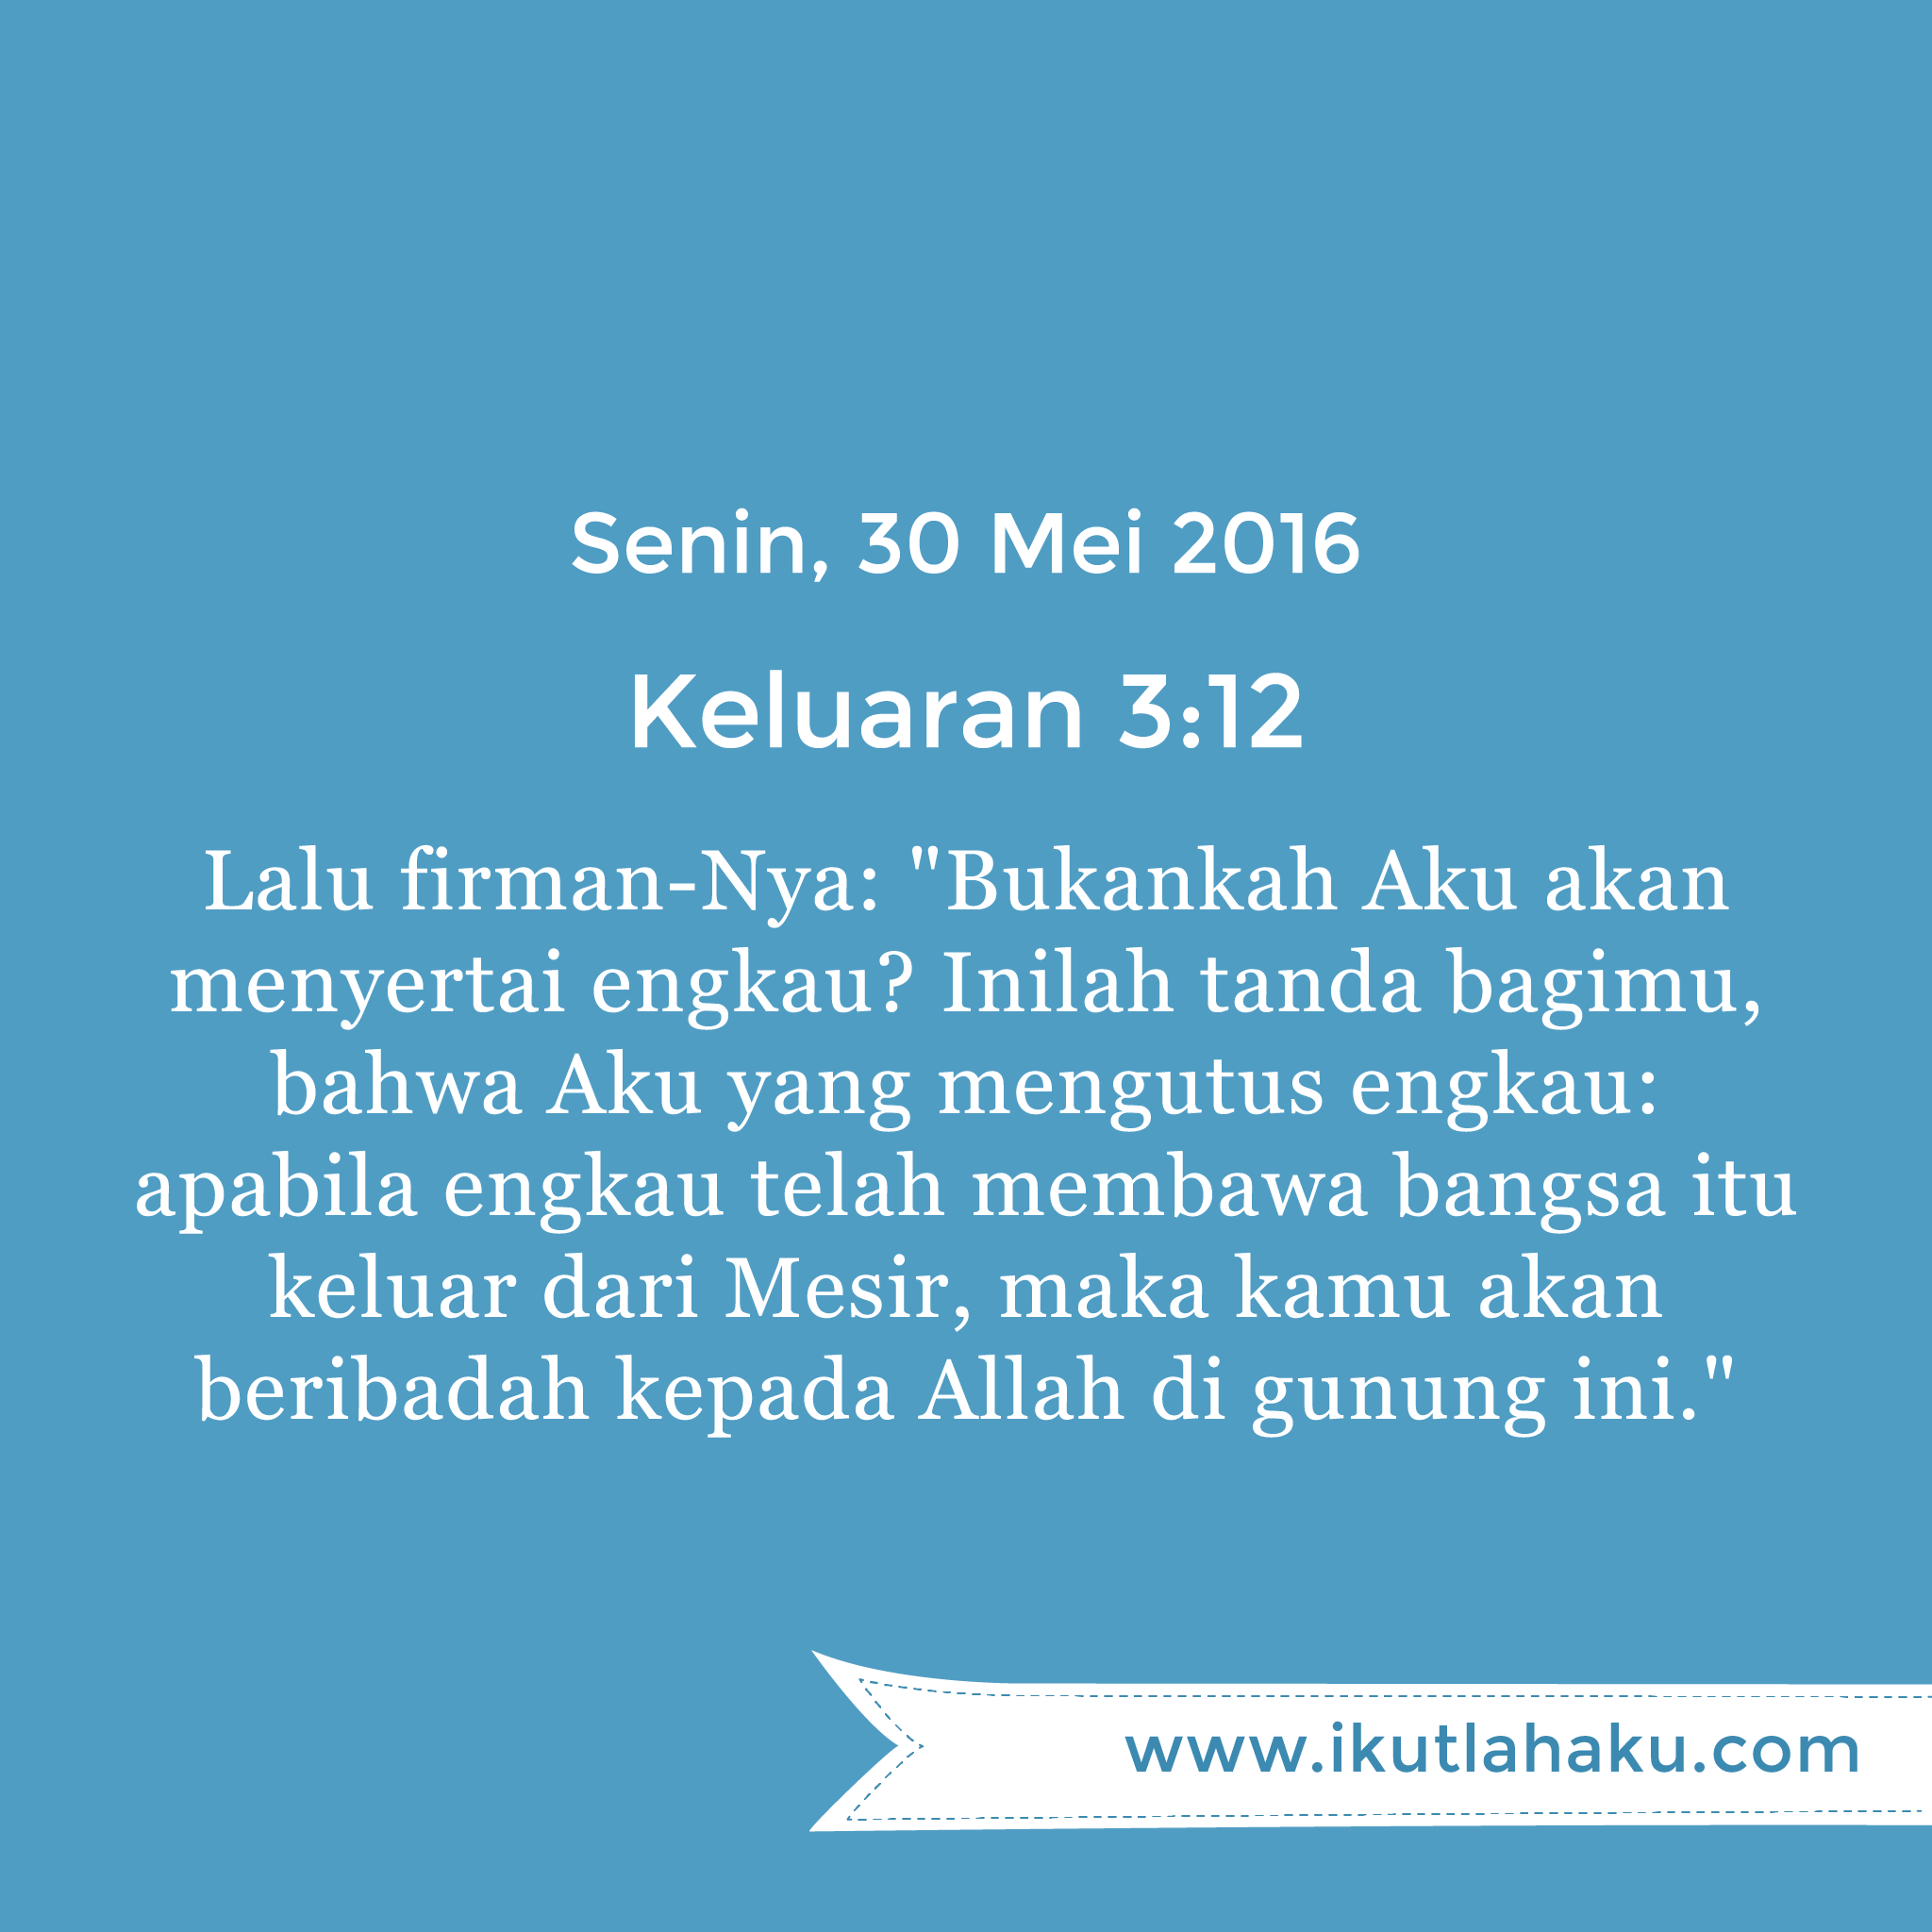 Senin, 30 Mei 2016
Keluaran 3:12
Lalu firman-Nya: "Bukankah Aku akan
menyertai engkau? Inilah tanda bagimu,
bahwa Aku yang mengutus engkau:
apabila engkau telah membawa bangsa itu
keluar dari Mesir, maka kamu akan
beribadah kepada Allah di gunung ini."
www.ikutlahaku.com